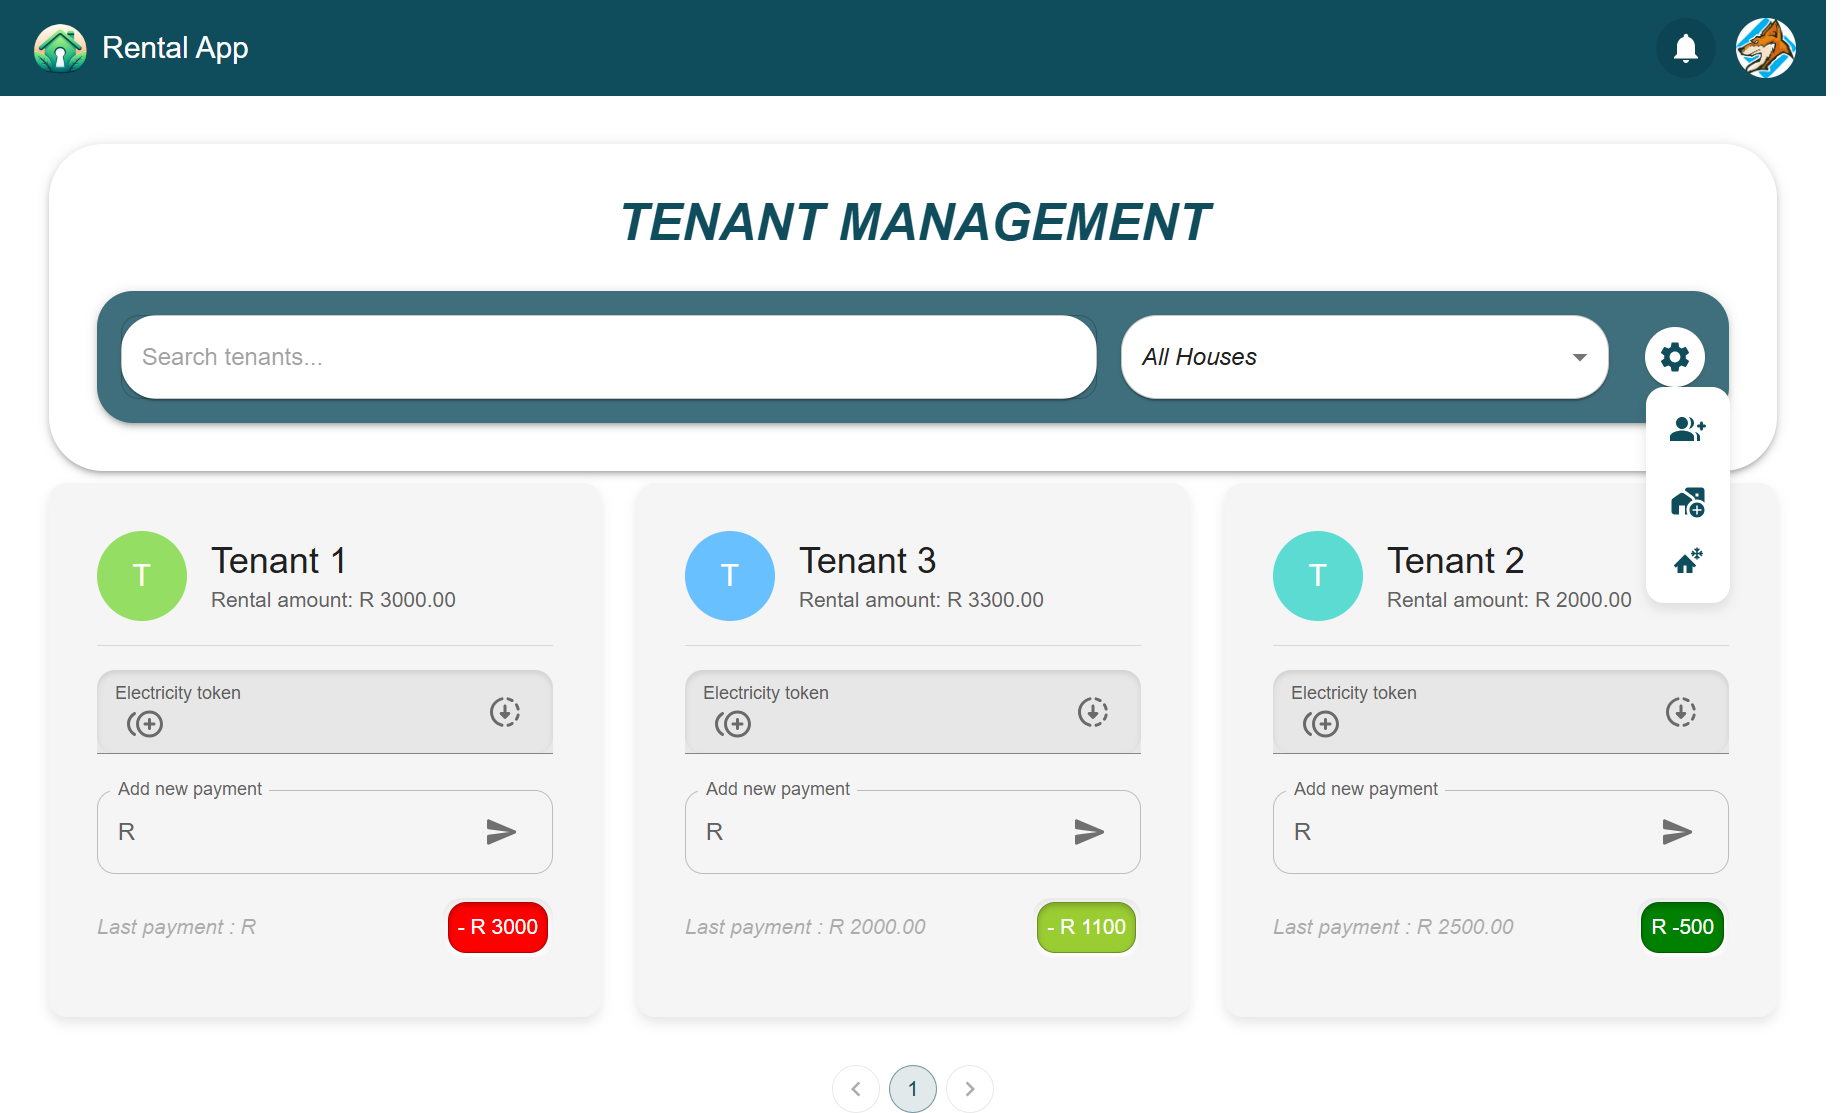 Rental App
TENANT MANAGEMENT
Search tenants...
All Houses
T
Tenant 1
Rental amount: R 3000.00
Electricity token
Add new payment
R
Last payment : R
- R 3000
T
Tenant 3
Rental amount: R 3300.00
Electricity token
Add new payment
R
Last payment : R 2000.00
- R 1100
T
Tenant 2
Rental amount: R 2000.00
Electricity token
Add new payment
R
Last payment : R 2500.00
R -500
1